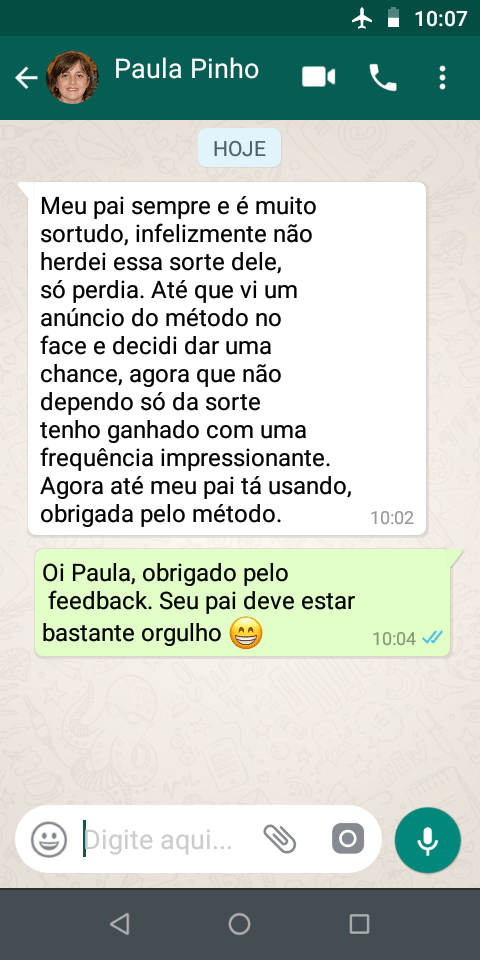 10:07
Paula Pinho
HOJE
Meu pai sempre e é muito
sortudo, infelizmente não
herdei essa sorte dele,
só perdia. Até que vi um
anúncio do método no
face e decidi dar uma
chance, agora que não
dependo só da sorte
tenho ganhado com uma
frequência impressionante.
Agora até meu pai tá usando,
obrigada pelo método.
10:02
Oi Paula, obrigado pelo
feedback. Seu pai deve estar
bastante orgulho 😁
10:04
Digite aqui...